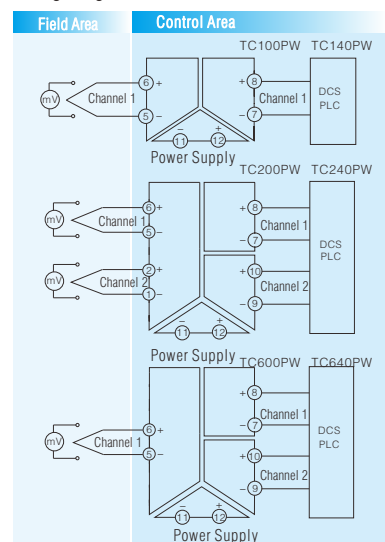 Field Area Control Area
TC100PW TC140PW
6 + + 8
mV Channel 1 Channel 1 DCS
PLC
5 − − 7
− +
11 12
Power Supply
TC200PW TC240PW
6 + + 8
mV Channel 1 Channel 1
5 − − 7
DCS
PLC
2 + + 10
mV Channel 2 Channel 2
1 − − 9
− +
11 12
Power Supply
TC600PW TC640PW
+ 8
Channel 1
6 + − 7
mV Channel 1 DCS
PLC
5 − + 10
Channel 2
− 9
− +
11 12
Power Supply